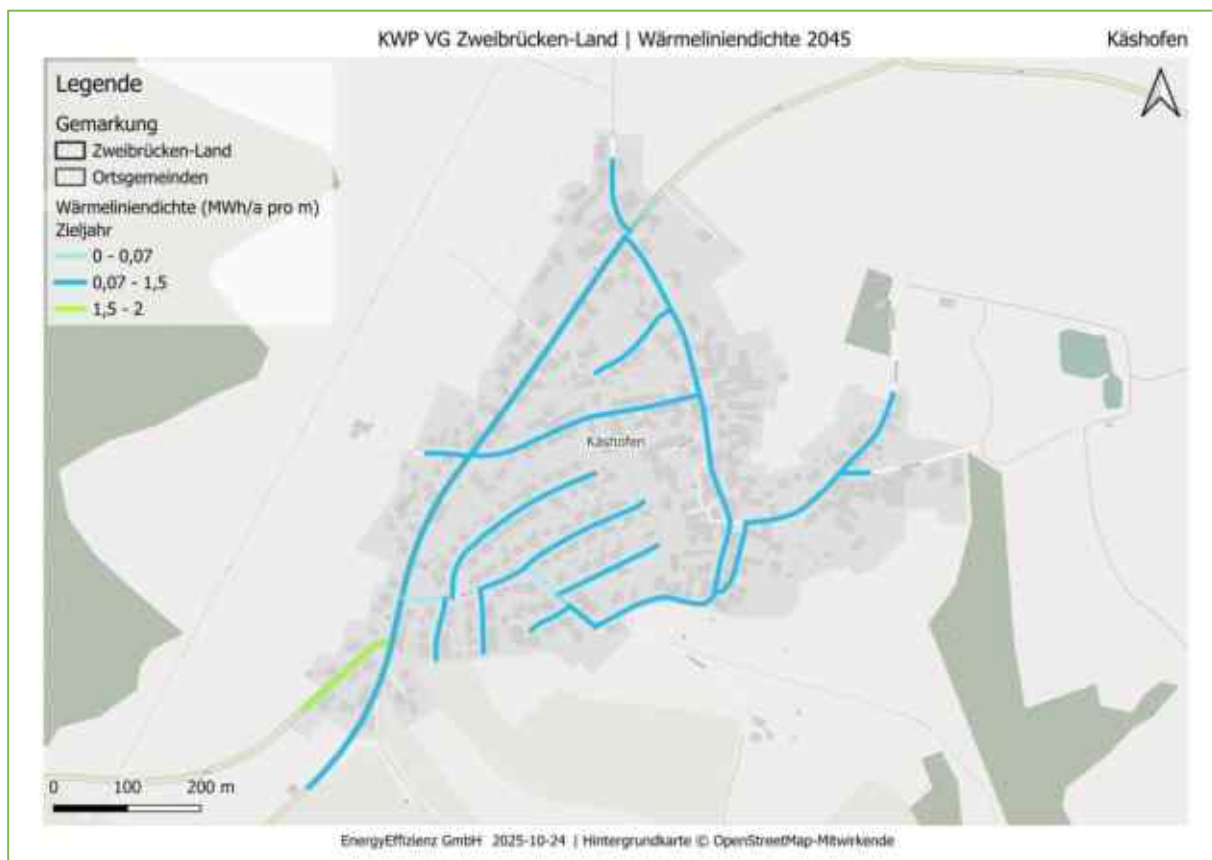 KWP VG Zweibrücken-Land | Wärmeliniendichte 2045
Käshofen
Legende
Gemarkung
Zweibrücken-Land
Ortsgemeinden
Wärmeliniendichte (MWh/a pro m)
Zieljahr
0 - 0,07
0,07 - 1,5
1,5 - 2
Käshofen
0 100 200 m
EnergyEffizienz GmbH 2025-10-24 | Hintergrundkarte © OpenStreetMap-Mitwirkende